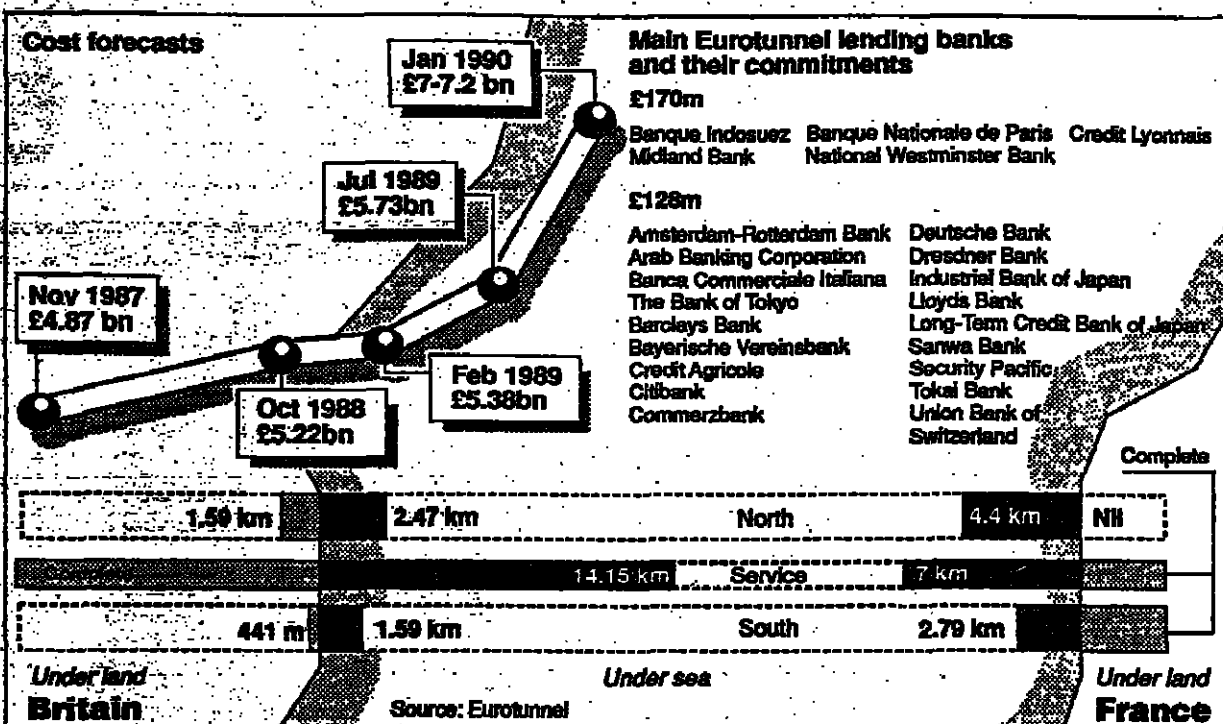 Cost forecasts
Jan 1990
£7-7.2 bn
Jul 1989
£5.73bn
Nov 1987
£4.87 bn
Oct 1988
£5.22bn
Feb 1989
£5.38bn
Main Eurotunnel lending banks
and their commitments
£170m
Banque Indosuez Banque Nationale de Paris Credit Lyonnais
Midland Bank National Westminster Bank
£128m
Amsterdam-Rotterdam Bank
Arab Banking Corporation
Banca Commerciale Italiana
The Bank of Tokyo
Barclays Bank
Bayerische Vereinsbank
Credit Agricole
Citibank
Commerzbank
Deutsche Bank
Dresdner Bank
Industrial Bank of Japan
Lloyds Bank
Long-Term Credit Bank of Japan
Sanwa Bank
Security Pacific
Tokai Bank
Union Bank of
Switzerland
Complete
1.59 km 2.47 km North 4.4 km Nil
14.15 km Service 7 km
441 m 1.59 km South 2.79 km
Under land Under sea Under land
Britain Source: Eurotunnel France